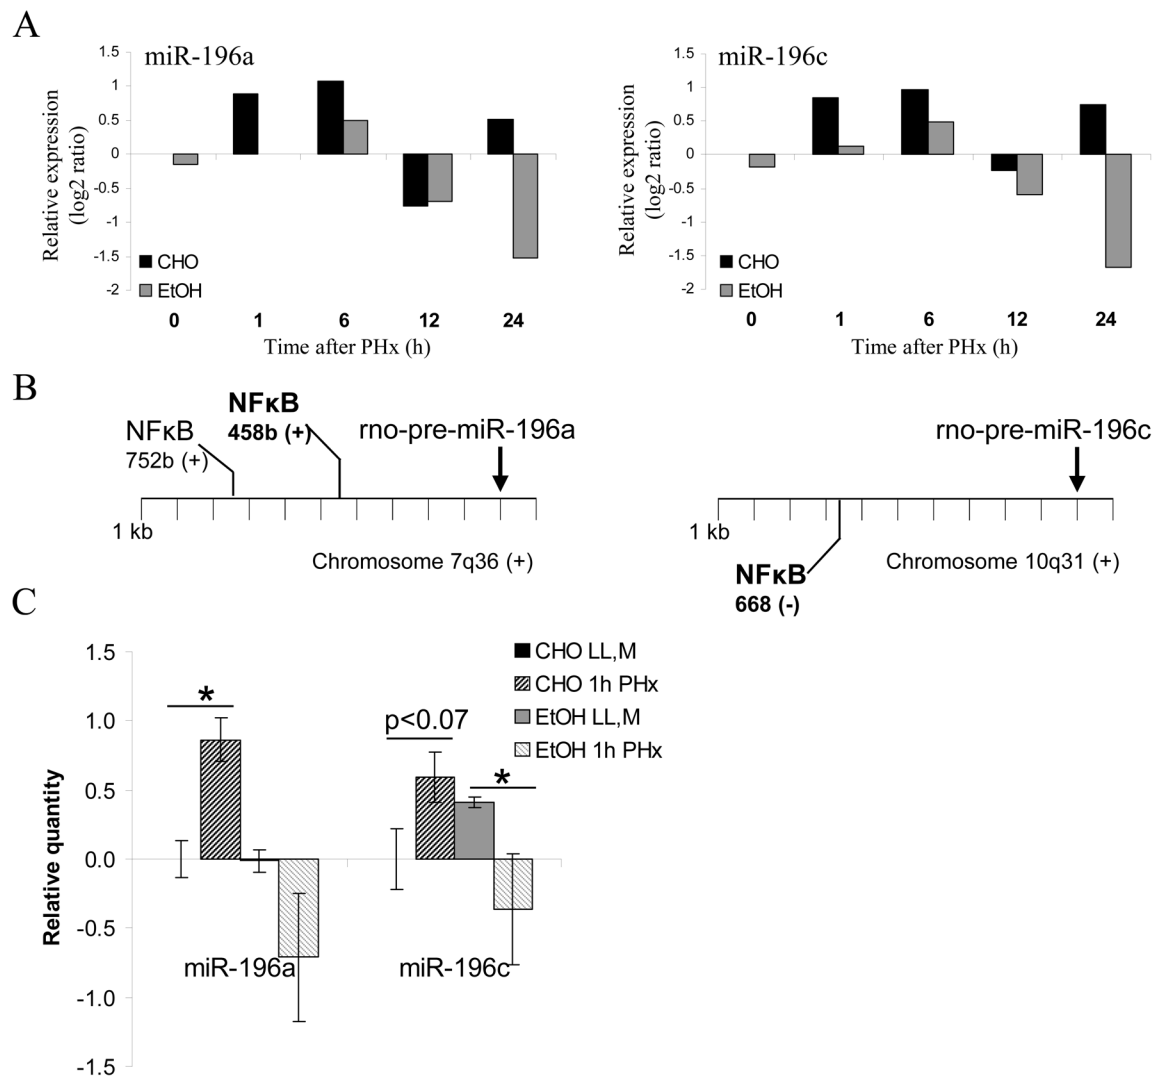 A
miR-196a
1.5
1
0.5
0
-0.5
-1
-1.5
-2
Relative expression
(log2 ratio)
CHO
EtOH
0 1 6 12 24
Time after PHx (h)
miR-196c
1.5
1
0.5
0
-0.5
-1
-1.5
-2
Relative expression
(log2 ratio)
CHO
EtOH
0 1 6 12 24
Time after PHx (h)
B
NFκB
752b (+)
NFκB
458b (+)
rno-pre-miR-196a
1 kb
Chromosome 7q36 (+)
rno-pre-miR-196c
1 kb
Chromosome 10q31 (+)
NFκB
668 (-)
C
1.5
1.0
0.5
0.0
-0.5
-1.0
-1.5
Relative quantity
CHO LL,M
CHO 1h PHx
EtOH LL,M
EtOH 1h PHx
*
p<0.07
*
miR-196a
miR-196c